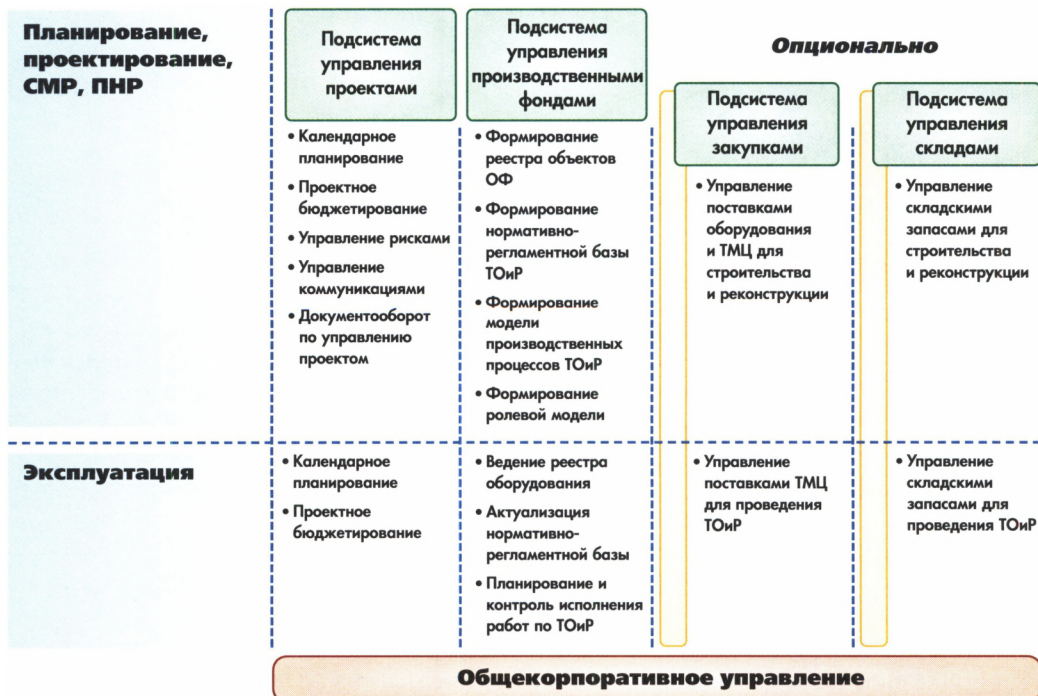 Планирование,
проектирование,
СМР, ПНР
Подсистема
управления
проектами
Подсистема
управления
производственными
фондами
Опционально
Подсистема
управления
закупками
Подсистема
управления
складами
• Календарное
планирование
• Проектное
бюджетирование
• Управление рисками
• Управление
коммуникациями
• Документооборот
по управлению
проектом
• Формирование
реестра объектов
ОФ
• Формирование
нормативно-
регламентной базы
ТОиР
• Формирование
модели
производственных
процессов ТОиР
• Формирование
ролевой модели
• Управление
поставками
оборудования
и ТМЦ для
строительства
и реконструкции
• Управление
складскими
запасами для
строительства
и реконструкции
Эксплуатация
• Календарное
планирование
• Проектное
бюджетирование
• Ведение реестра
оборудования
• Актуализация
нормативно-
регламентной базы
• Планирование и
контроль исполнения
работ по ТОиР
• Управление
поставками ТМЦ
для проведения
ТОиР
• Управление
складскими
запасами для
проведения ТОиР
Общекорпоративное управление